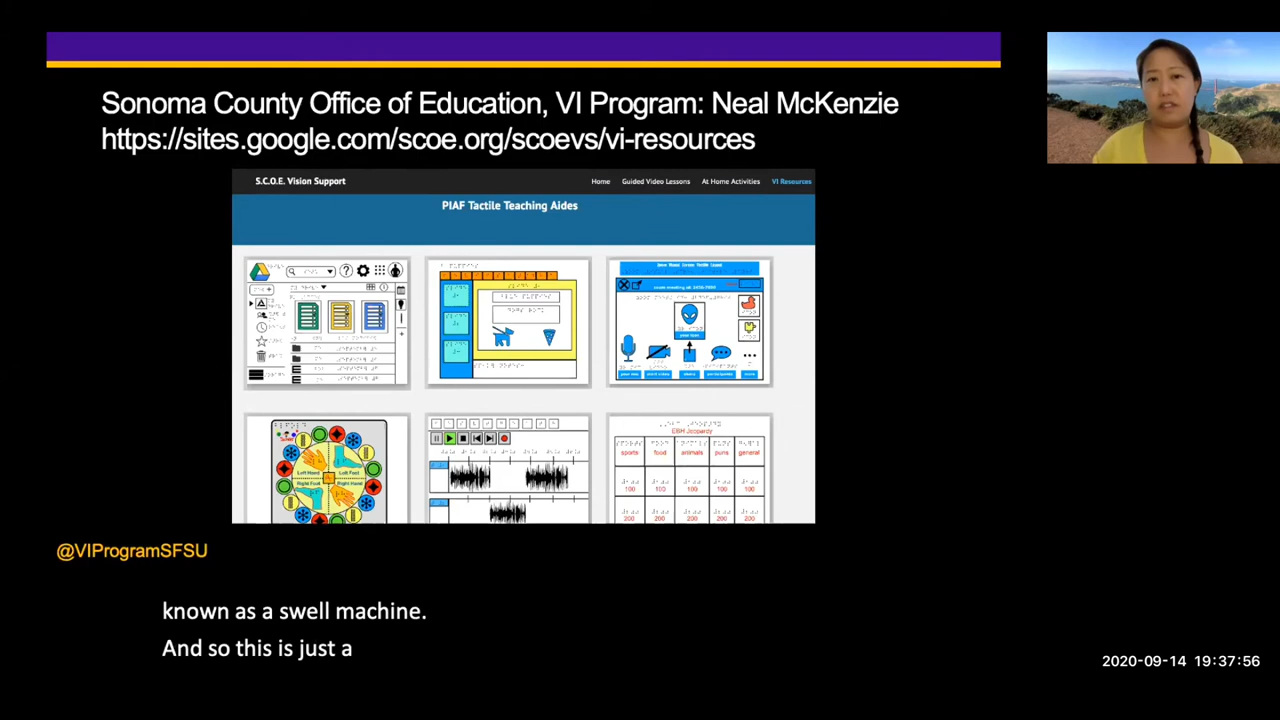 Sonoma County Office of Education, VI Program: Neal McKenzie
https://sites.google.com/scoe.org/scoevs/vi-resources
S.C.O.E. Vision Support
Home Guided Video Lessons At Home Activities VI Resources
PIAF Tactile Teaching Aides
Left Hand Left Foot
Right Foot Right Hand
EBH Jeopardy
sports food animals puns general
100 100 100 100 100
200 200 200 200 200
@VIProgramSFSU
known as a swell machine.
And so this is just a
2020-09-14 19:37:56